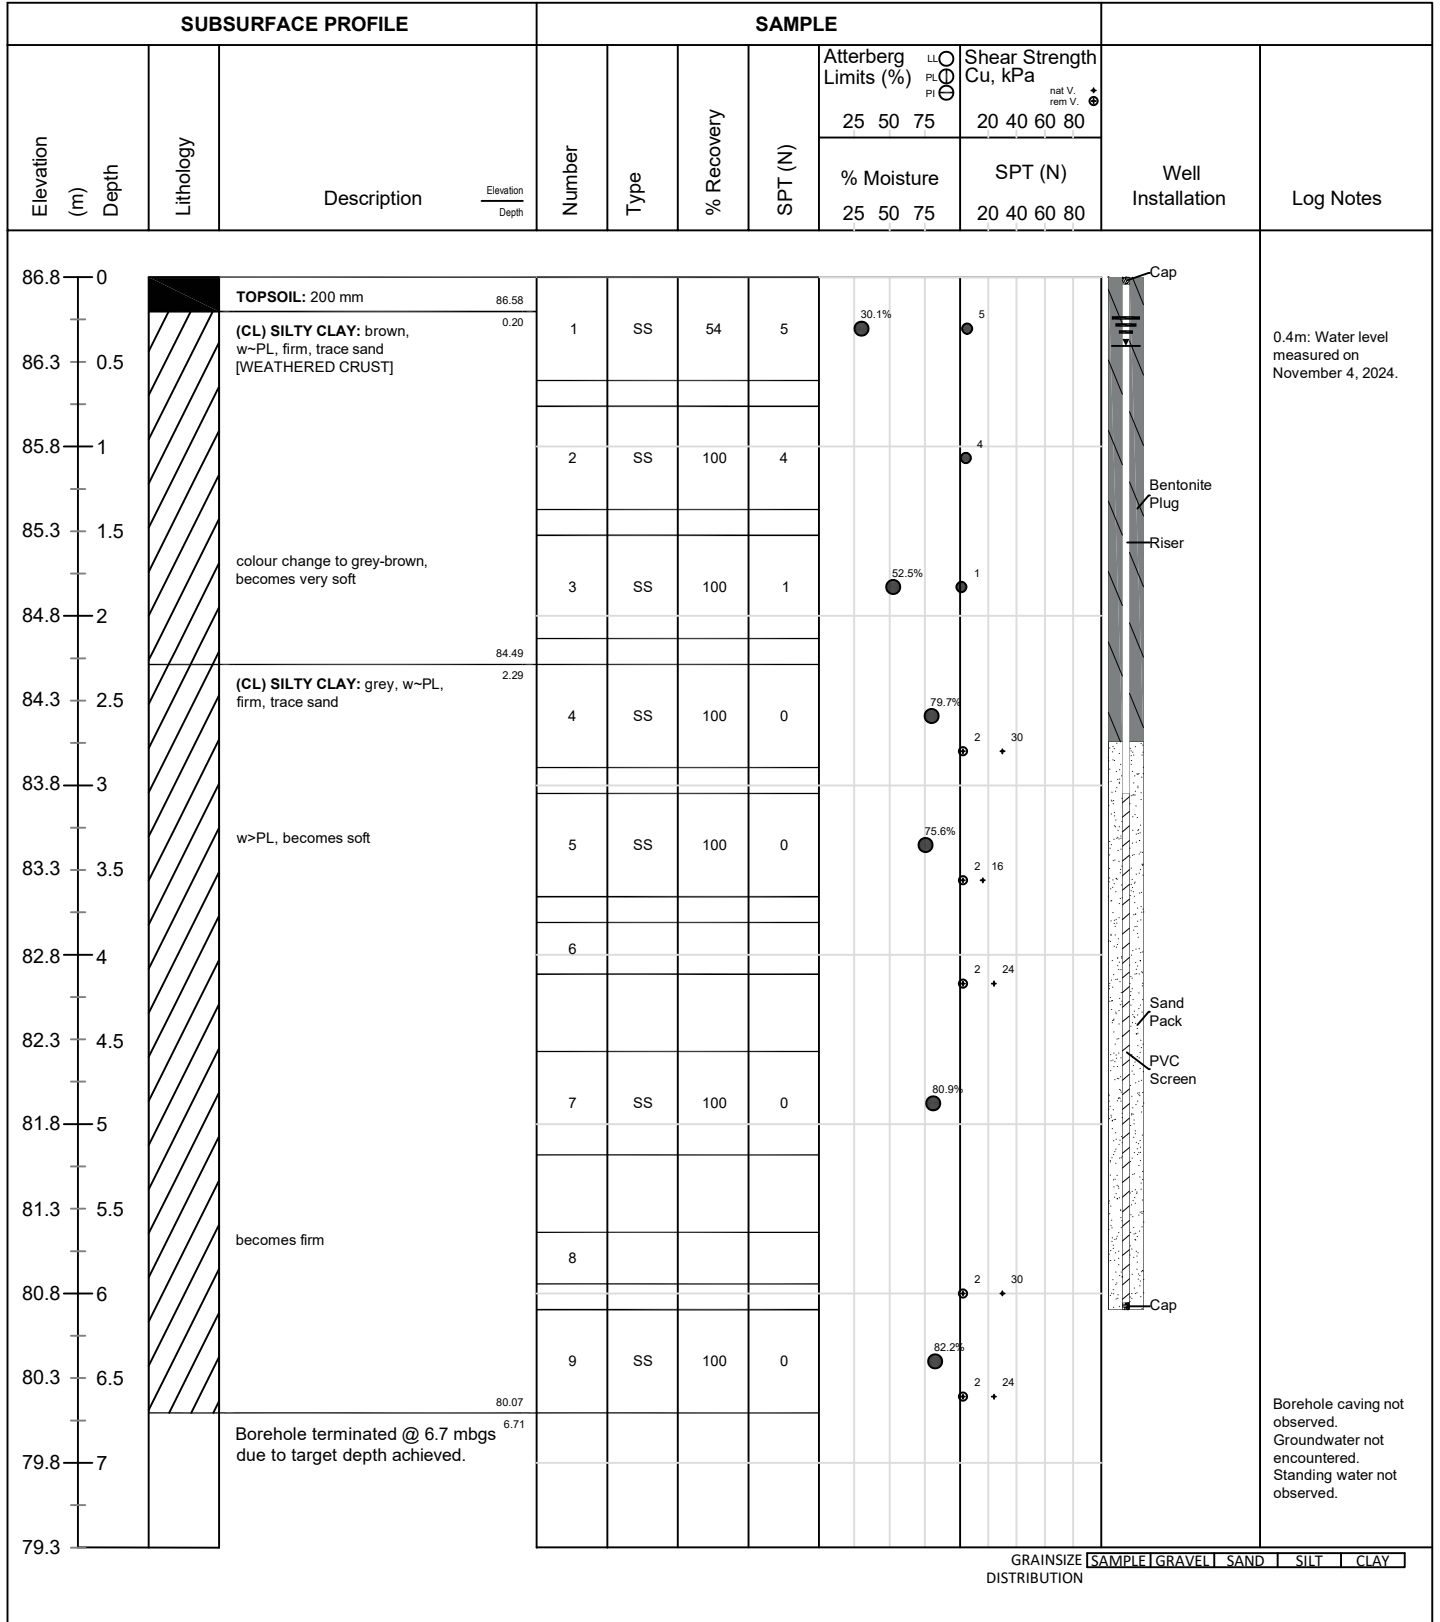 SUBSURFACE PROFILE
SAMPLE
Elevation
(m)
Depth
Lithology
Description
Elevation
Depth
Number
Type
% Recovery
SPT (N)
Atterberg
Limits (%)
LL
PL
PI
25 50 75
% Moisture
25 50 75
Shear Strength
Cu, kPa
nat V.
rem V.
20 40 60 80
SPT (N)
20 40 60 80
Well
Installation
Log Notes
86.8 0
86.3 0.5
85.8 1
85.3 1.5
84.8 2
84.3 2.5
83.8 3
83.3 3.5
82.8 4
82.3 4.5
81.8 5
81.3 5.5
80.8 6
80.3 6.5
79.8 7
79.3
TOPSOIL: 200 mm
86.58
0.20
(CL) SILTY CLAY: brown,
w~PL, firm, trace sand
[WEATHERED CRUST]
colour change to grey-brown,
becomes very soft
84.49
2.29
(CL) SILTY CLAY: grey, w~PL,
firm, trace sand
w>PL, becomes soft
becomes firm
80.07
6.71
Borehole terminated @ 6.7 mbgs
due to target depth achieved.
1 SS 54 5 30.1% 5
2 SS 100 4 4
3 SS 100 1 52.5% 1
4 SS 100 0 79.7%
2 30
5 SS 100 0 75.6%
2 16
6
2 24
7 SS 100 0 80.9%
8
2 30
9 SS 100 0 82.2%
2 24
Cap
Bentonite
Plug
Riser
Sand
Pack
PVC
Screen
Cap
0.4m: Water level
measured on
November 4, 2024.
Borehole caving not
observed.
Groundwater not
encountered.
Standing water not
observed.
GRAINSIZE
DISTRIBUTION
SAMPLE GRAVEL SAND SILT CLAY